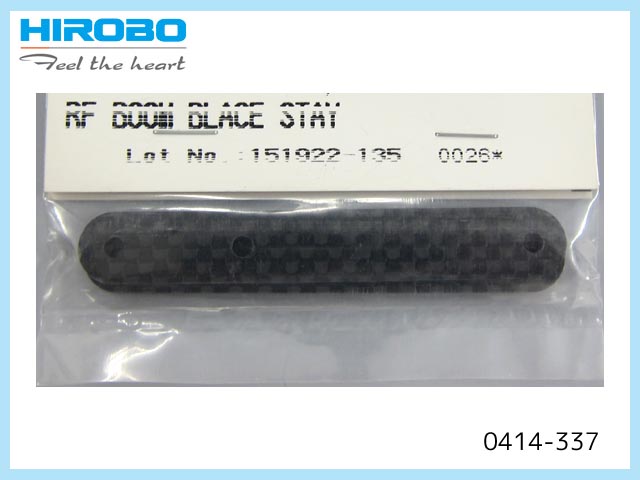 HIROBO
Feel the heart
RF BOOM BLACE STAY
Lot No.:151922-135 0026*
0414-337